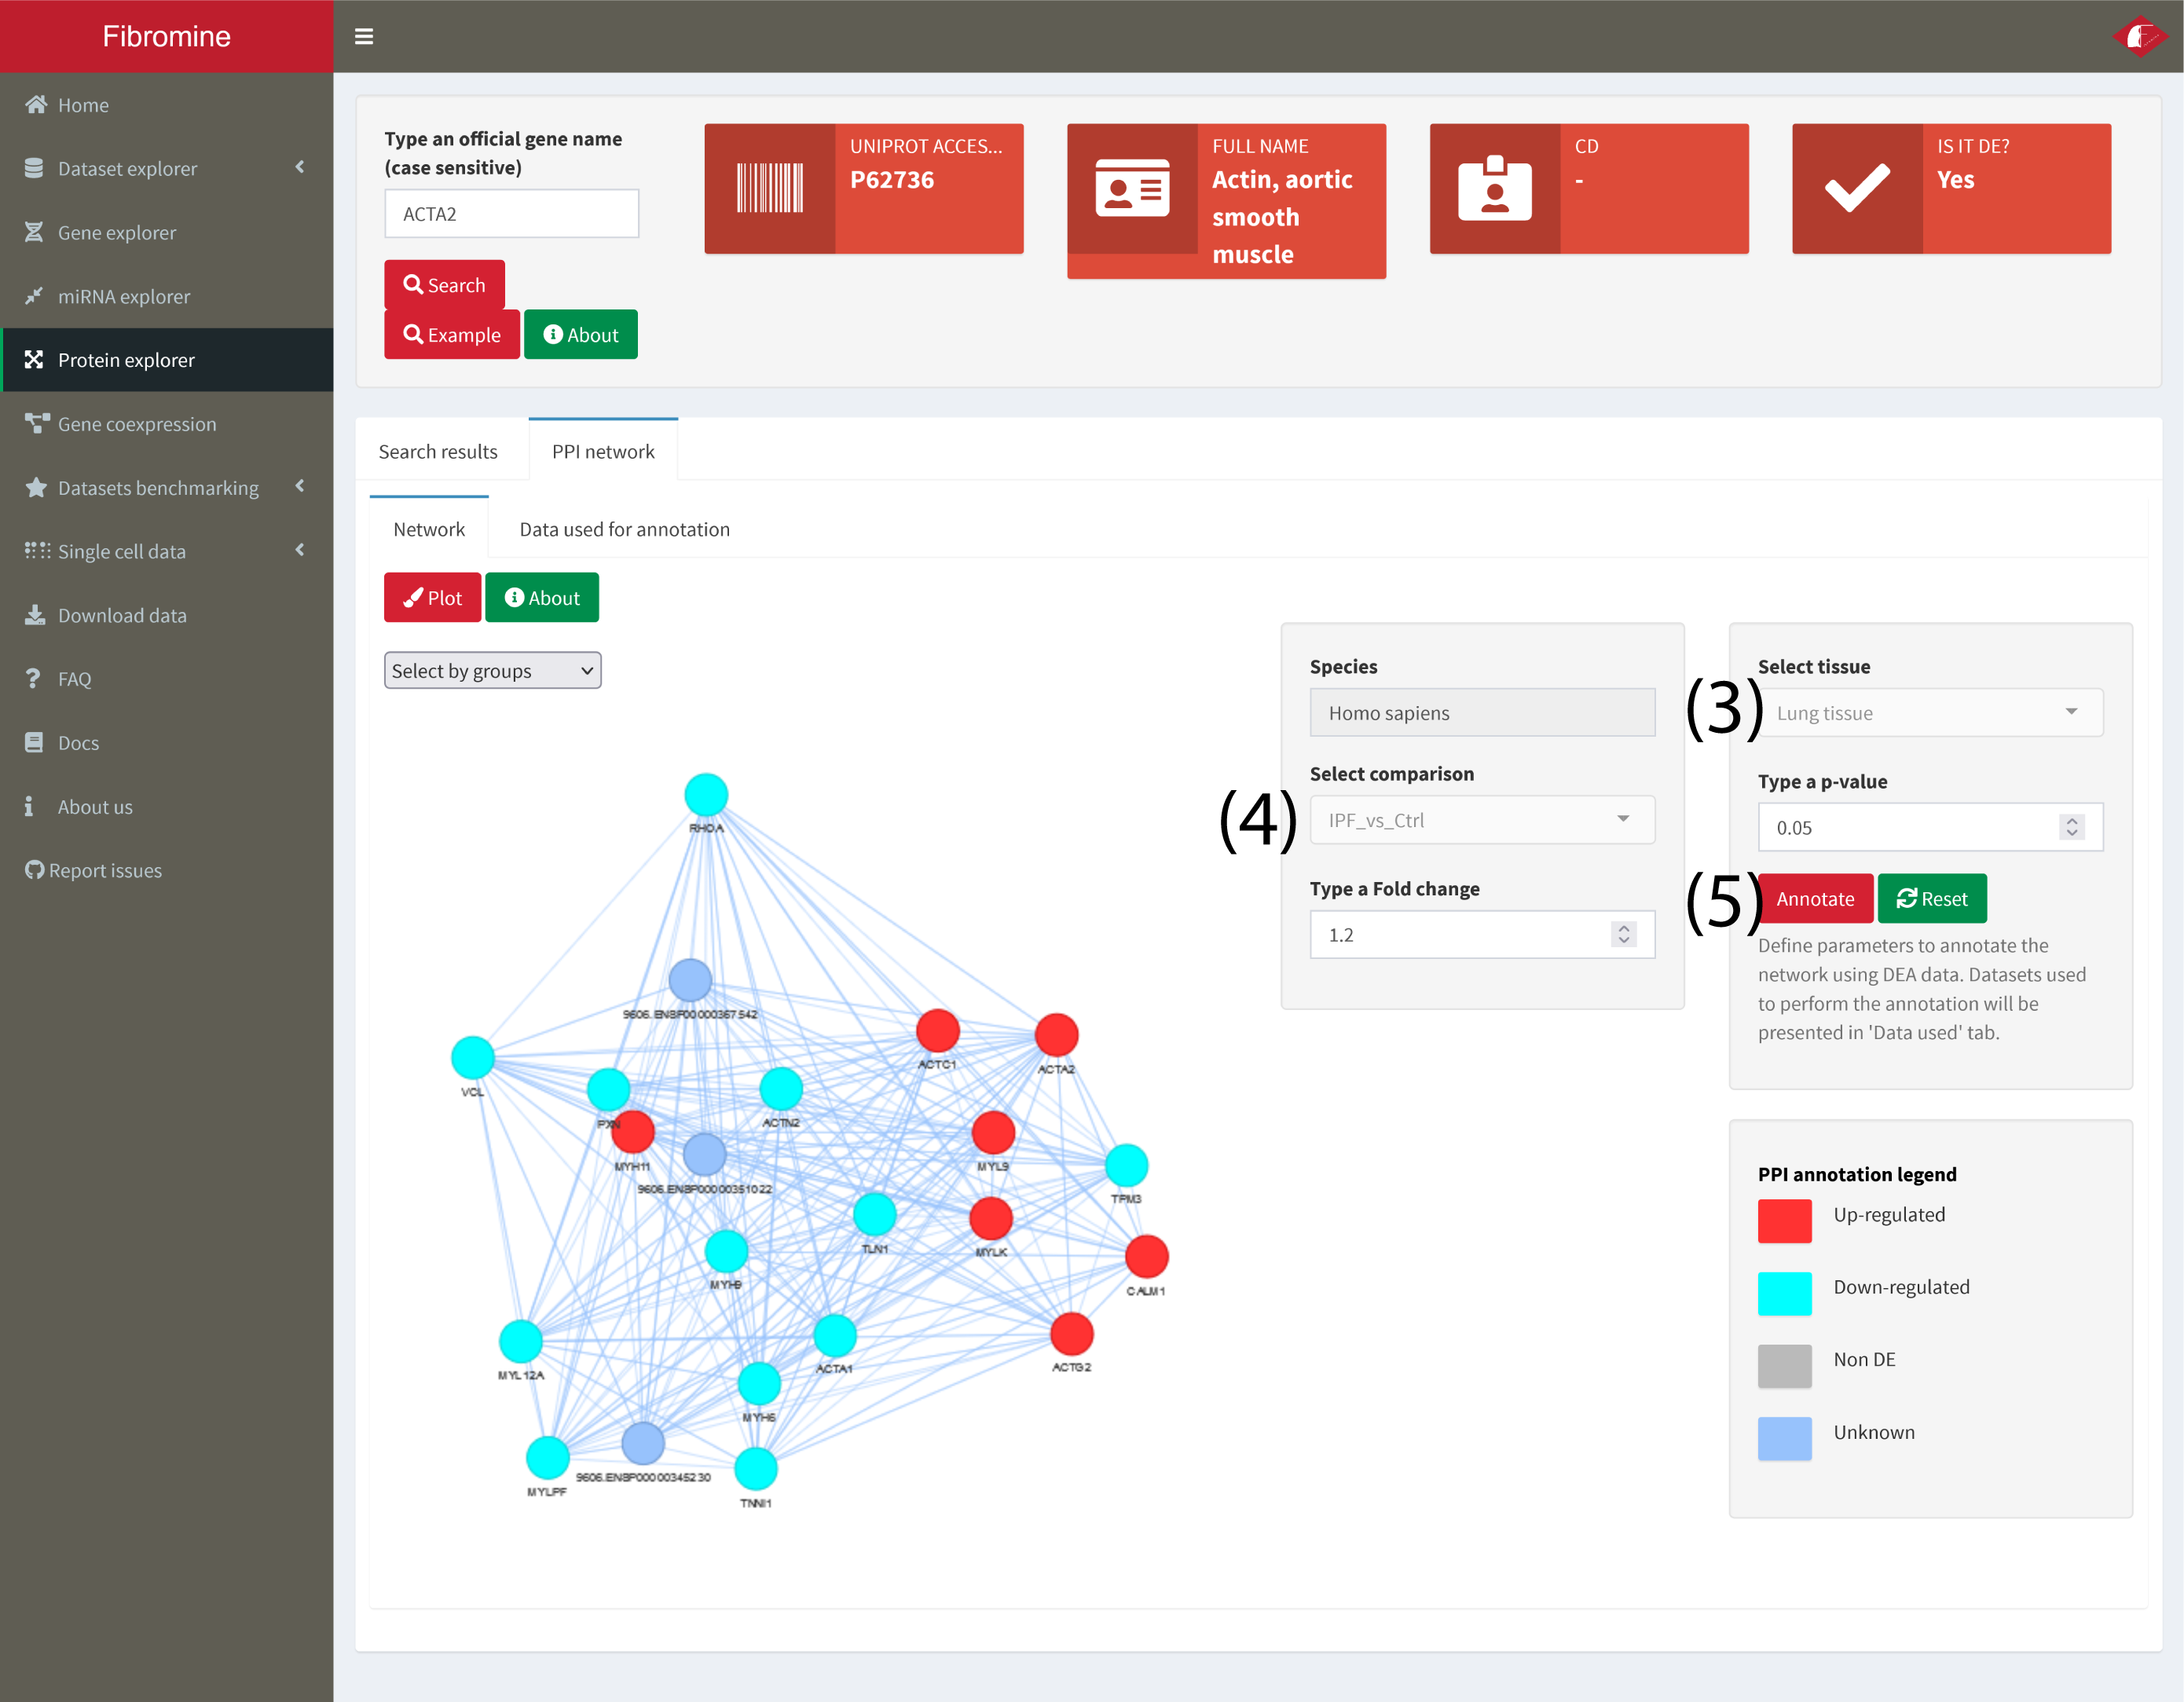 Fibromine
Home
Dataset explorer
Gene explorer
miRNA explorer
Protein explorer
Gene coexpression
Datasets benchmarking
Single cell data
Download data
FAQ
Docs
About us
Report issues
Type an official gene name
(case sensitive)
ACTA2
Search
Example
About
UNIPROT ACCES...
P62736
FULL NAME
Actin, aortic
smooth
muscle
CD
-
IS IT DE?
Yes
Search results
PPI network
Network
Data used for annotation
Plot
About
Select by groups
Species
Homo sapiens
(4)
Select comparison
IPF_vs_Ctrl
Type a Fold change
1.2
(3)
Select tissue
Lung tissue
Type a p-value
0.05
(5)
Annotate
Reset
Define parameters to annotate the
network using DEA data. Datasets used
to perform the annotation will be
presented in 'Data used' tab.
PPI annotation legend
Up-regulated
Down-regulated
Non DE
Unknown
RHOA
9606.ENSP00000367542
ACTC1
ACTA2
VCL
PXN
ACTN2
MYH11
MYL9
9606.ENSP00000351022
TPM3
TLN1
MYLK
MYH9
CALM1
ACTA1
ACTG2
MYL12A
MYH6
9606.ENSP00000345230
MYLPF
TNNI1